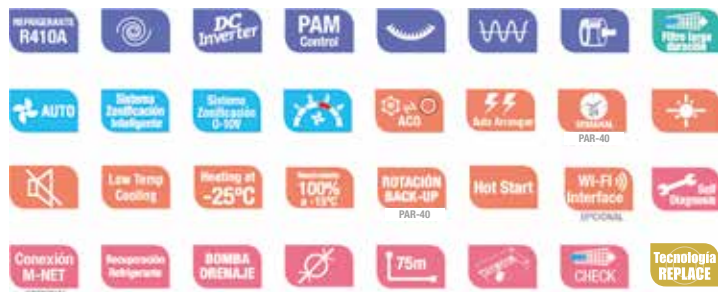 REFRIGERANTE
R410A
DC
Inverter
PAM
Control
Filtro larga
duración
AUTO
Sistema
Zonificación
Inteligente
Sistema
Zonificación
0-10V
ACO
Auto Arranque
SEMANAL
PAR-40
Low Temp
Cooling
Heating at
-25ºC
100%
a -15ºC
ROTACIÓN
BACK-UP
PAR-40
Hot Start
WI-FI
Interface
OPCIONAL
Self
Diagnosis
Conexión
M-NET
Recuperación
Refrigerante
BOMBA
DRENAJE
75m
CHECK
Tecnología
REPLACE